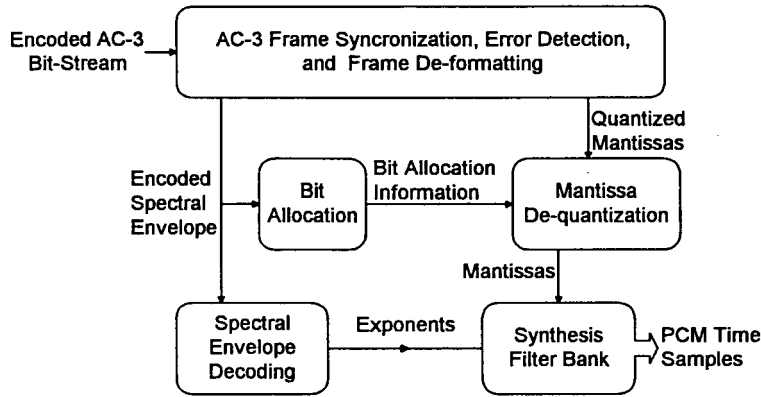 Encoded AC-3
Bit-Stream
AC-3 Frame Syncronization, Error Detection,
and Frame De-formatting
Quantized
Mantissas
Encoded
Spectral
Envelope
Bit
Allocation
Bit Allocation
Information
Mantissa
De-quantization
Mantissas
Spectral
Envelope
Decoding
Exponents
Synthesis
Filter Bank
PCM Time
Samples